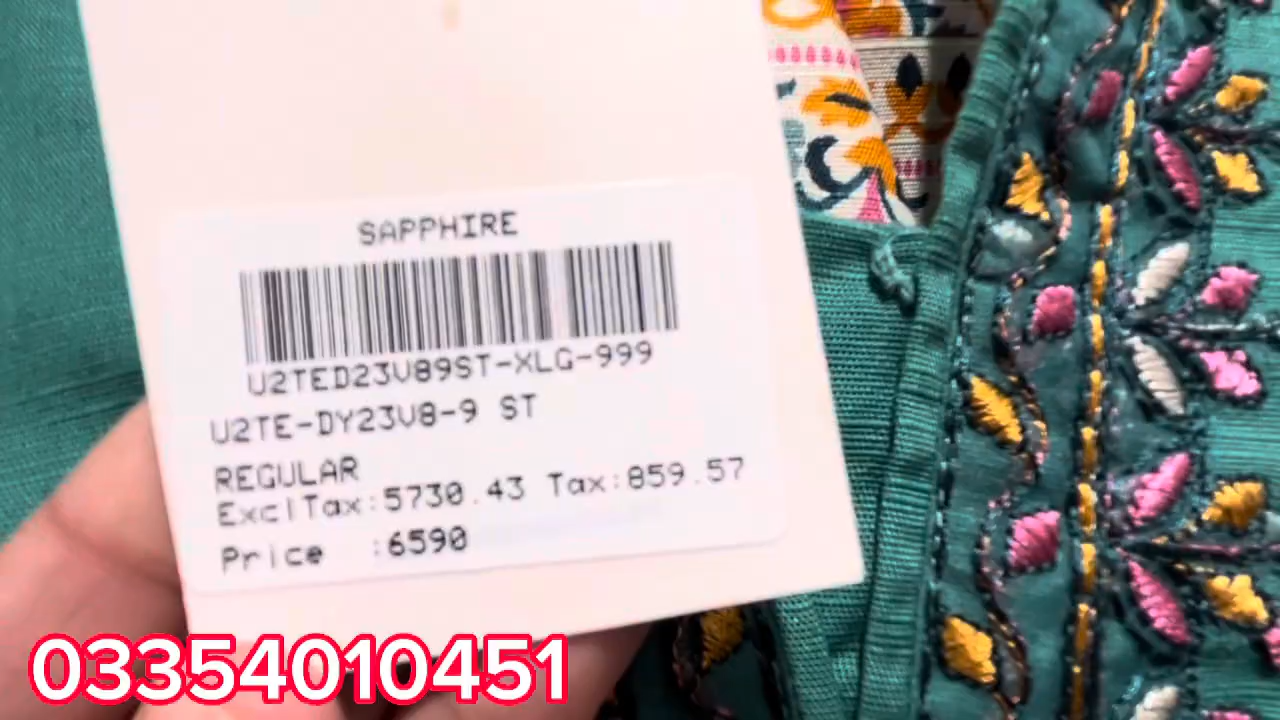 SAPPHIRE
U2TED23V89ST-XLG-999
U2TE-DY23V8-9 ST
REGULAR
ExclTax:5730.43 Tax:859.57
Price :6590
03354010451